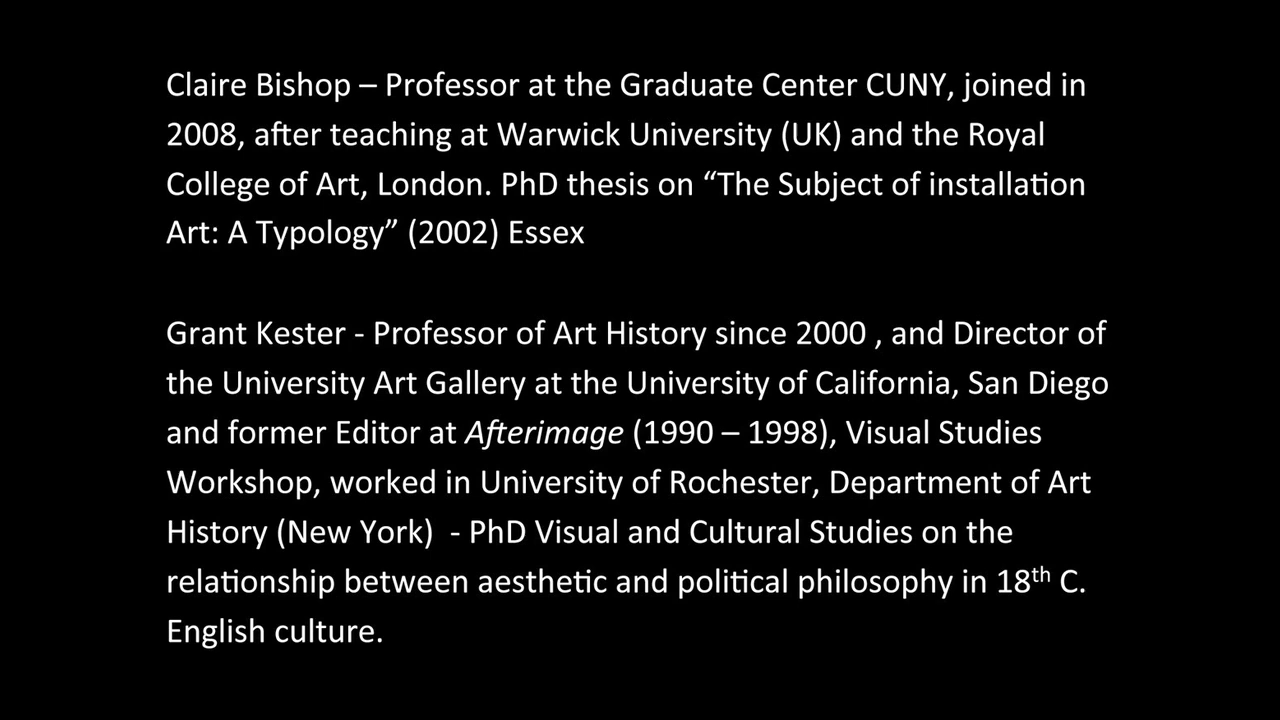 Claire Bishop – Professor at the Graduate Center CUNY, joined in
2008, after teaching at Warwick University (UK) and the Royal
College of Art, London. PhD thesis on “The Subject of installation
Art: A Typology” (2002) Essex
Grant Kester - Professor of Art History since 2000 , and Director of
the University Art Gallery at the University of California, San Diego
and former Editor at Afterimage (1990 – 1998), Visual Studies
Workshop, worked in University of Rochester, Department of Art
History (New York)  - PhD Visual and Cultural Studies on the
relationship between aesthetic and political philosophy in 18th C.
English culture.